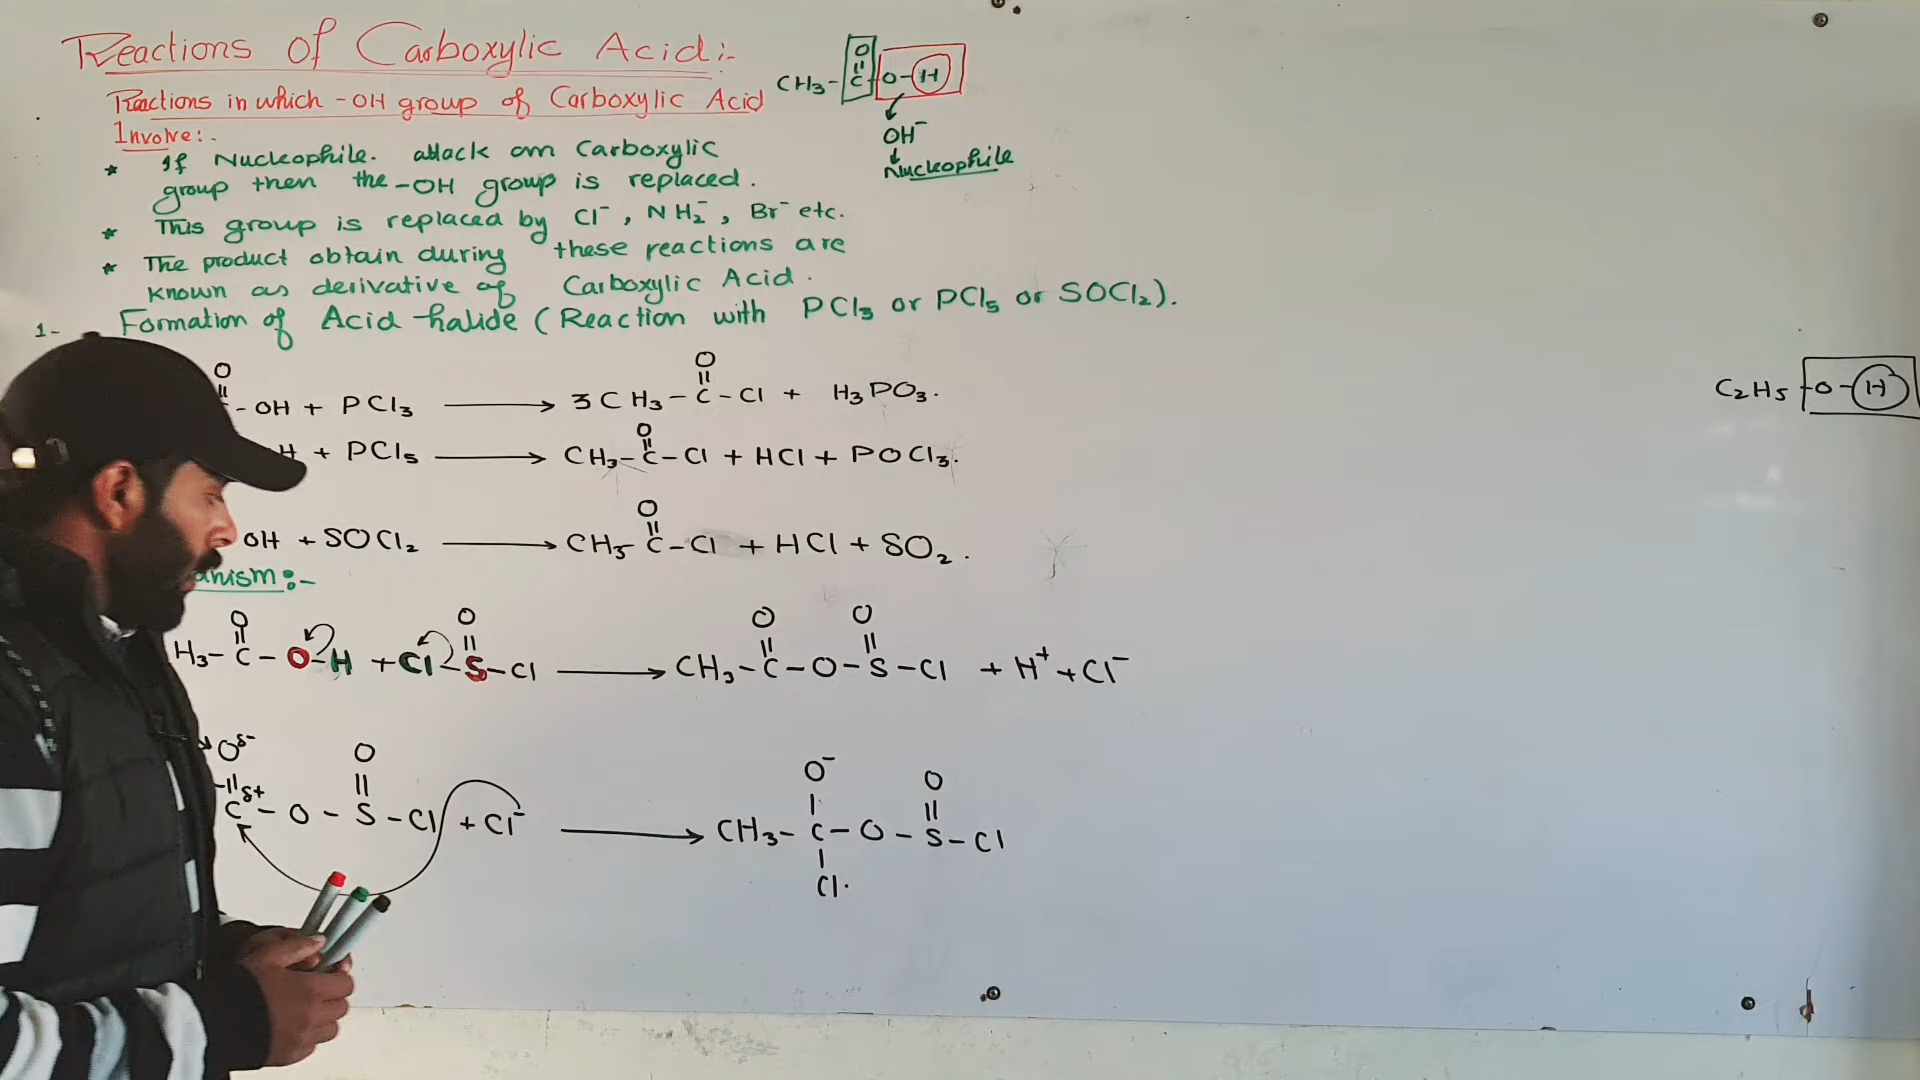 Reactions of Carboxylic Acid:-
Reactions in which -OH group of Carboxylic Acid
Involve:-
* If Nucleophile. attack on Carboxylic
group then the -OH group is replaced.
* This group is replaced by Cl⁻, NH₂⁻, Br⁻ etc.
* The product obtain during these reactions are
known as derivative of Carboxylic Acid.
O
CH₃-C-O-H
OH⁻
Nucleophile
1- Formation of Acid halide (Reaction with PCl₃ or PCl₅ or SOCl₂).
O O
-OH + PCl₃ → 3CH₃-C-Cl + H₃PO₃.
O
H + PCl₅ → CH₃-C-Cl + HCl + POCl₃.
C₂H₅-O-H
O
OH + SOCl₂ → CH₃-C-Cl + HCl + SO₂.
anism:-
O O O O
H₃-C-O-H + Cl-S-Cl → CH₃-C-O-S-Cl + H⁺ + Cl⁻
Oδ⁻ O O⁻ O
δ+
C-O-S-Cl + Cl⁻ → CH₃-C-O-S-Cl
Cl.